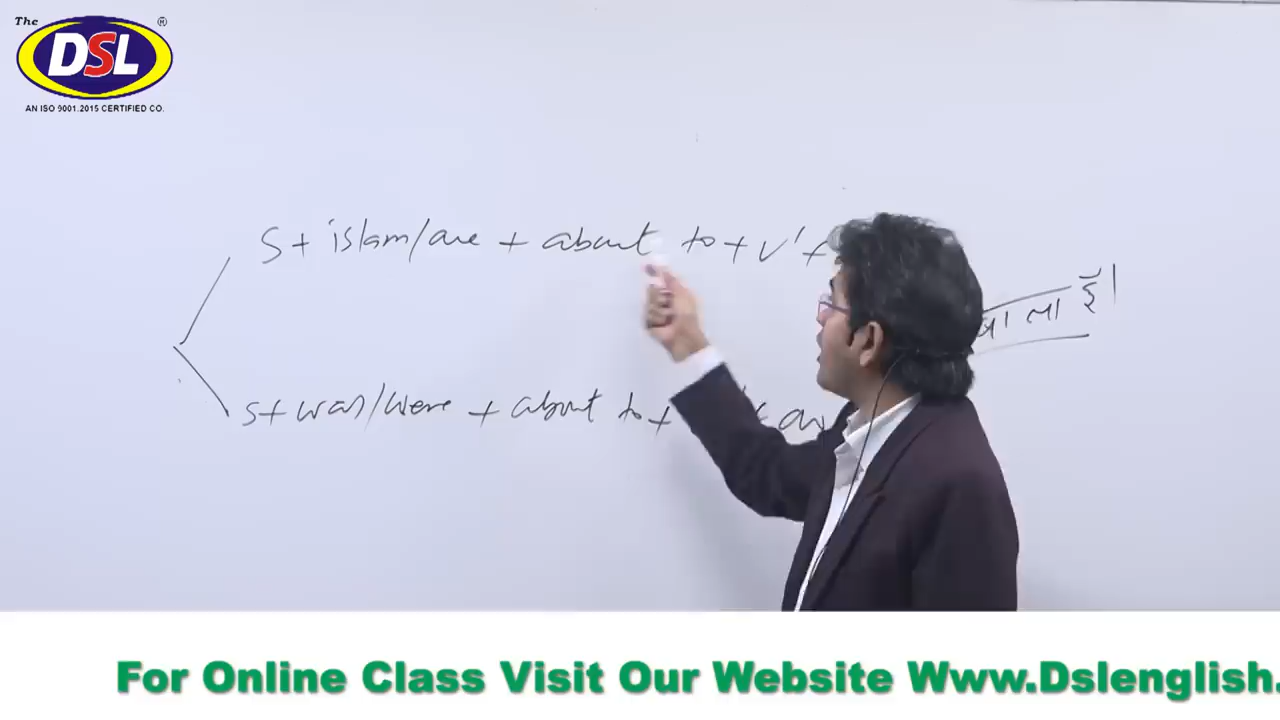 The
®
DSL
AN ISO 9001:2015 CERTIFIED CO.
S + is/am/are + about to + V¹ +
वाला है।
S + was/were + about to +
For Online Class Visit Our Website Www.Dslenglish.